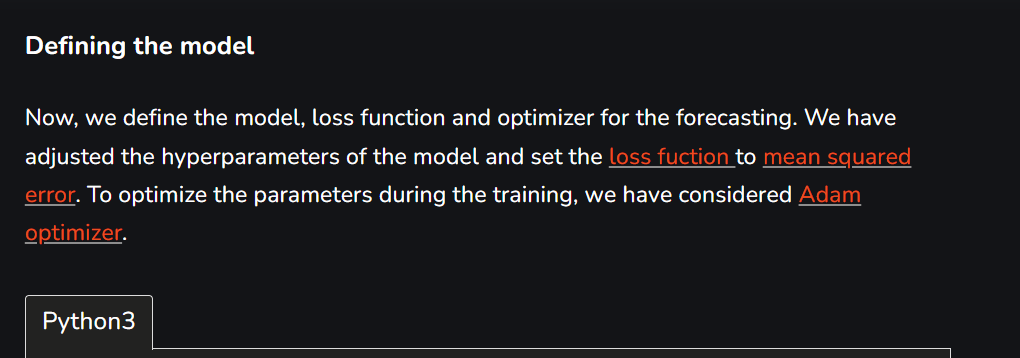 Defining the model
Now, we define the model, loss function and optimizer for the forecasting. We have
adjusted the hyperparameters of the model and set the loss fuction to mean squared
error. To optimize the parameters during the training, we have considered Adam
optimizer.
Python3